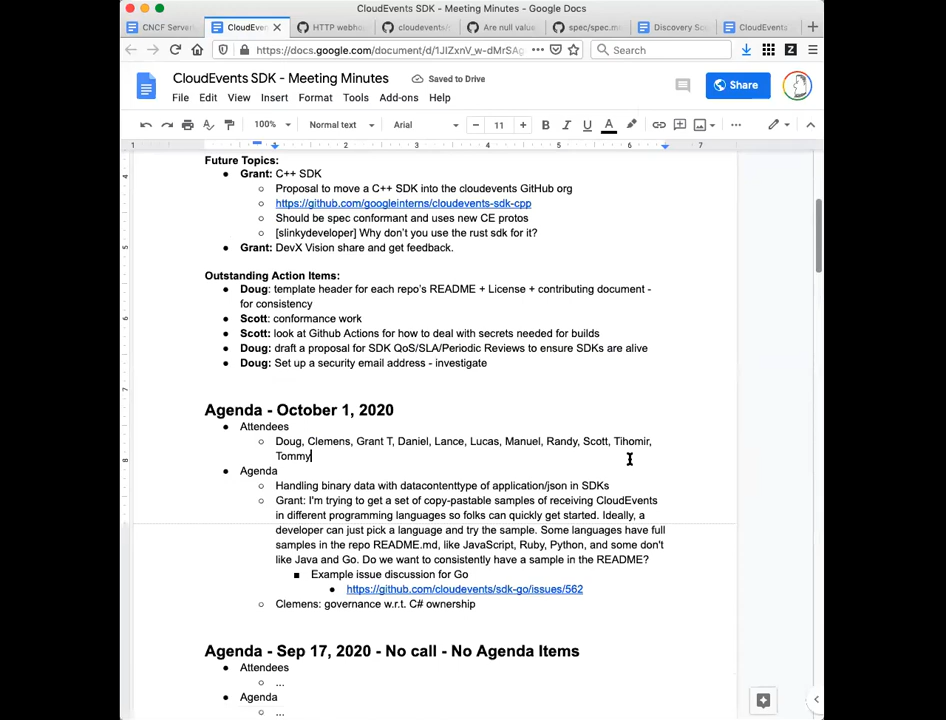 CloudEvents SDK - Meeting Minutes - Google Docs
CNCF Server
CloudEven
HTTP webho
cloudevents/
Are null value
spec/spec.m
Discovery Sc
CloudEvents
https://docs.google.com/document/d/1JIZxnV_w-dMrSAg
Search
CloudEvents SDK - Meeting Minutes
Saved to Drive
Share
File Edit View Insert Format Tools Add-ons Help
100% Normal text Arial 11 B I U A
1 1 2 3 4 5 6 7
Future Topics:
● Grant: C++ SDK
○ Proposal to move a C++ SDK into the cloudevents GitHub org
○ https://github.com/googleinterns/cloudevents-sdk-cpp
○ Should be spec conformant and uses new CE protos
○ [slinkydeveloper] Why don't you use the rust sdk for it?
● Grant: DevX Vision share and get feedback.
Outstanding Action Items:
● Doug: template header for each repo's README + License + contributing document -
for consistency
● Scott: conformance work
● Scott: look at Github Actions for how to deal with secrets needed for builds
● Doug: draft a proposal for SDK QoS/SLA/Periodic Reviews to ensure SDKs are alive
● Doug: Set up a security email address - investigate
Agenda - October 1, 2020
● Attendees
○ Doug, Clemens, Grant T, Daniel, Lance, Lucas, Manuel, Randy, Scott, Tihomir,
Tommy
● Agenda
○ Handling binary data with datacontenttype of application/json in SDKs
○ Grant: I'm trying to get a set of copy-pastable samples of receiving CloudEvents
in different programming languages so folks can quickly get started. Ideally, a
developer can just pick a language and try the sample. Some languages have full
samples in the repo README.md, like JavaScript, Ruby, Python, and some don't
like Java and Go. Do we want to consistently have a sample in the README?
■ Example issue discussion for Go
● https://github.com/cloudevents/sdk-go/issues/562
○ Clemens: governance w.r.t. C# ownership
Agenda - Sep 17, 2020 - No call - No Agenda Items
● Attendees
○ ...
● Agenda
○ ...